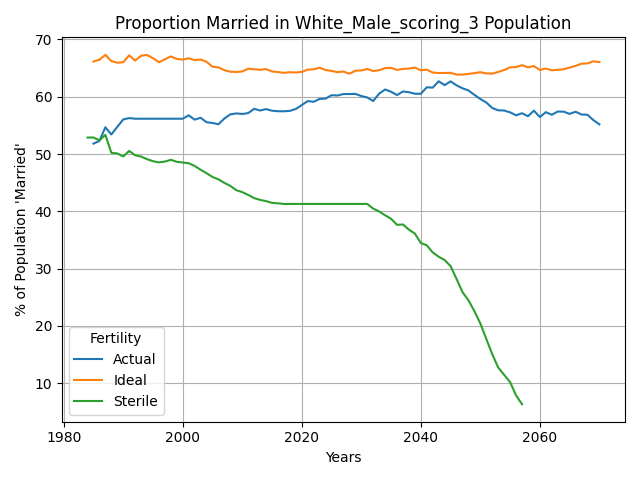 Proportion Married in White_Male_scoring_3 Population
% of Population 'Married'
70
60
50
40
30
20
10
Fertility
Actual
Ideal
Sterile
1980 2000 2020 2040 2060
Years